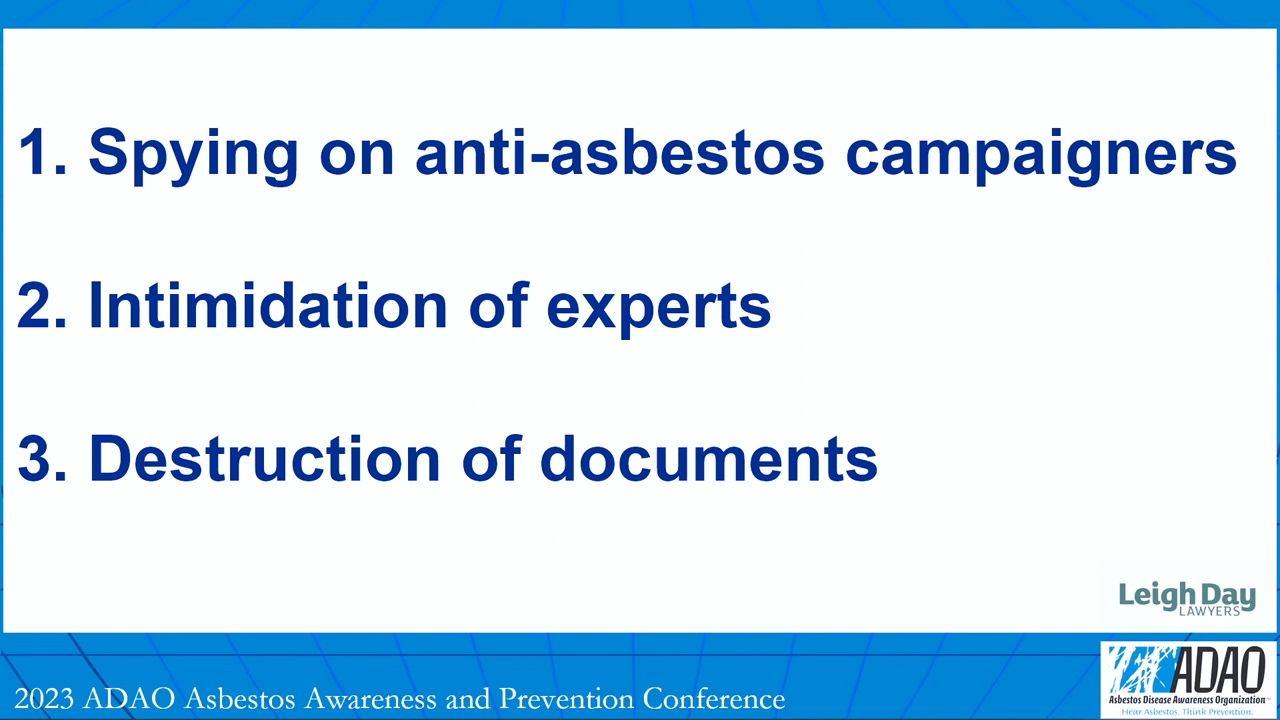 1. Spying on anti-asbestos campaigners
2. Intimidation of experts
3. Destruction of documents
Leigh Day
LAWYERS
2023 ADAO Asbestos Awareness and Prevention Conference
ADAO
Asbestos Disease Awareness Organization
Hear Asbestos. Think Prevention.